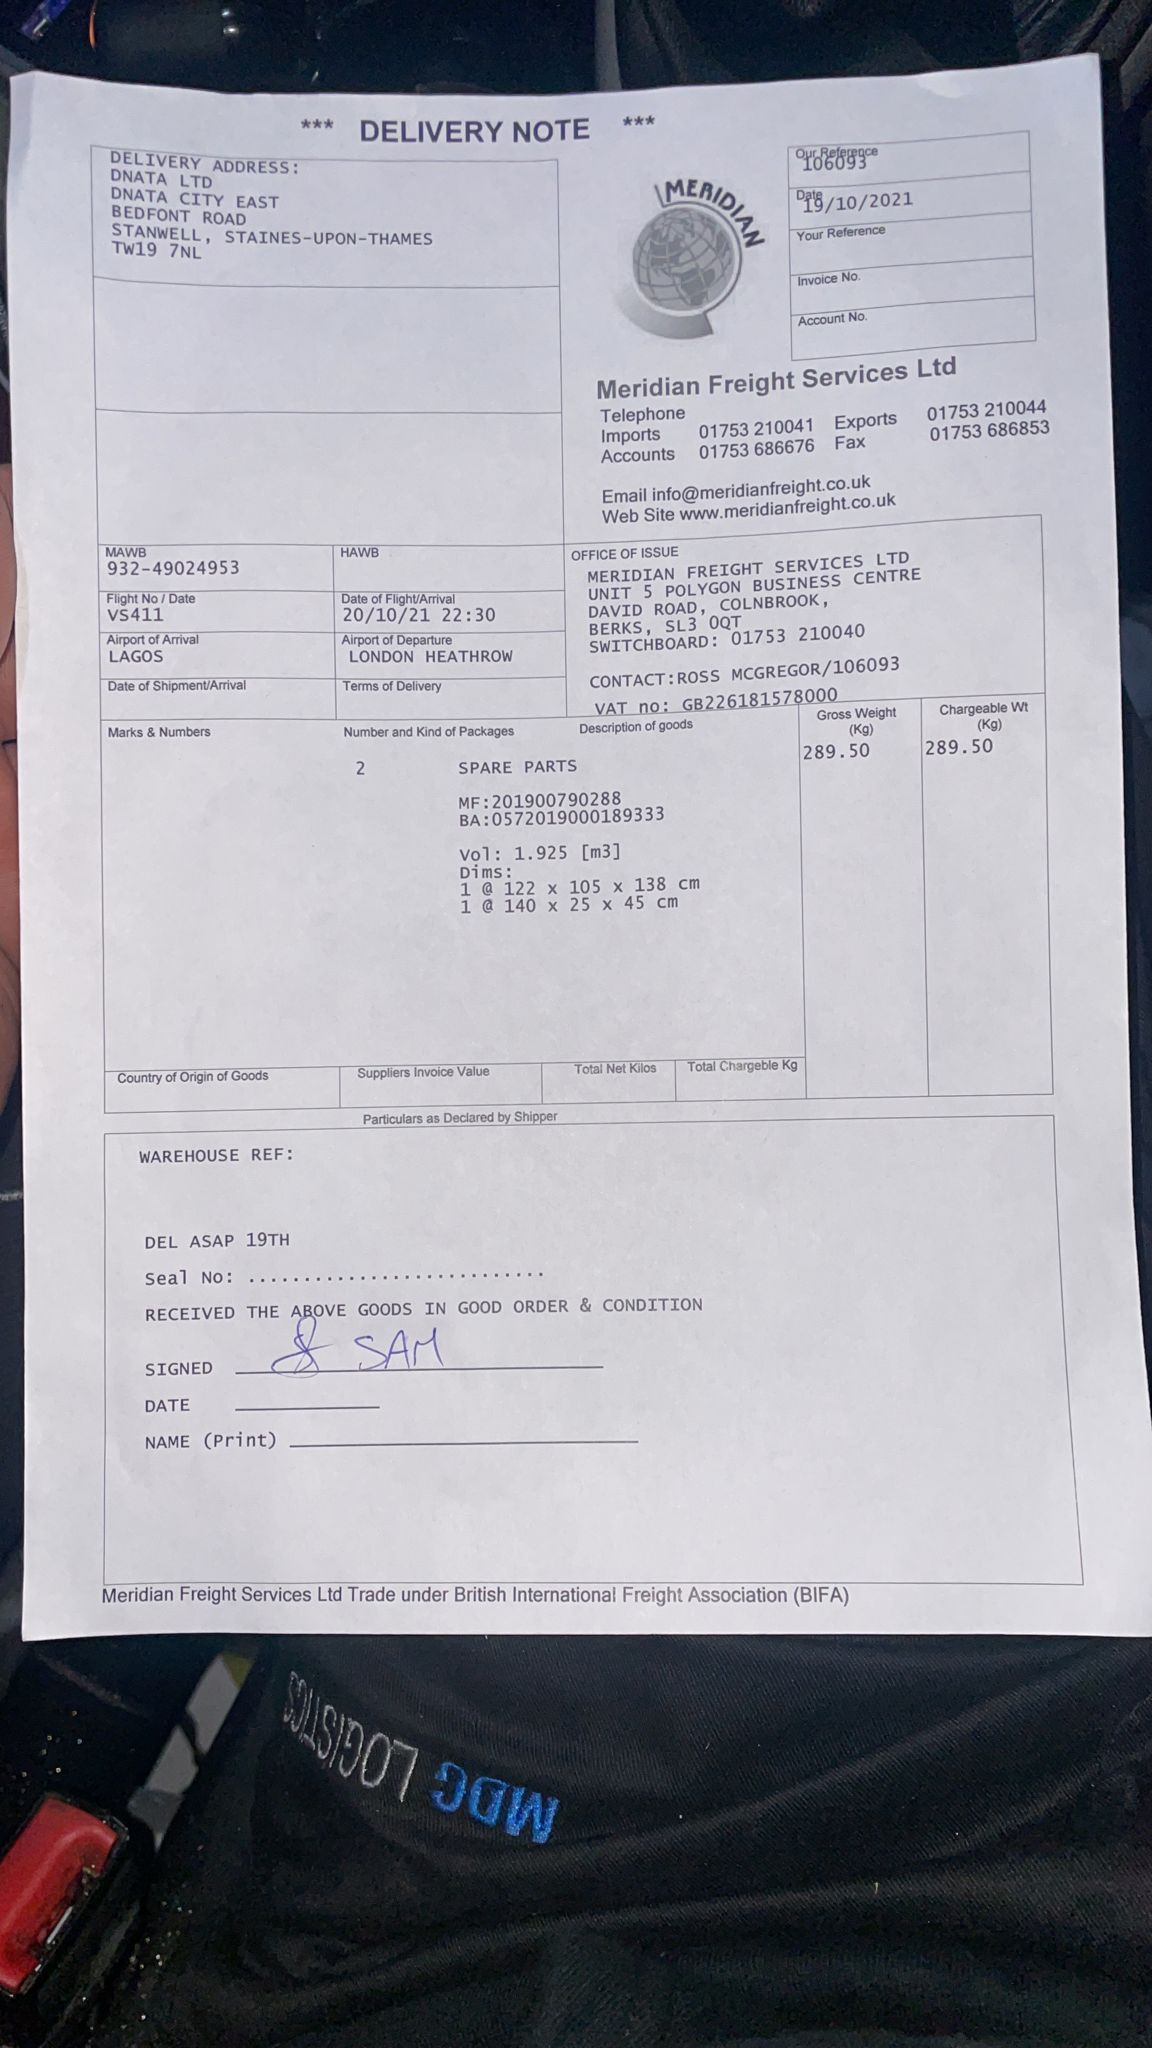 *** DELIVERY NOTE ***
DELIVERY ADDRESS:
DNATA LTD
DNATA CITY EAST
BEDFONT ROAD
STANWELL, STAINES-UPON-THAMES
TW19 7NL
MERIDIAN
Our Reference
106093
Date
19/10/2021
Your Reference
Invoice No.
Account No.
Meridian Freight Services Ltd
Telephone
Imports 01753 210041 Exports 01753 210044
Accounts 01753 686676 Fax 01753 686853
Email info@meridianfreight.co.uk
Web Site www.meridianfreight.co.uk
MAWB
932-49024953
HAWB
Flight No / Date
VS411
Date of Flight/Arrival
20/10/21 22:30
Airport of Arrival
LAGOS
Airport of Departure
LONDON HEATHROW
Date of Shipment/Arrival
Terms of Delivery
OFFICE OF ISSUE
MERIDIAN FREIGHT SERVICES LTD
UNIT 5 POLYGON BUSINESS CENTRE
DAVID ROAD, COLNBROOK,
BERKS, SL3 0QT
SWITCHBOARD: 01753 210040
CONTACT:ROSS MCGREGOR/106093
VAT no: GB226181578000
Marks & Numbers
Number and Kind of Packages
Description of goods
Gross Weight
(Kg)
Chargeable Wt
(Kg)
289.50
289.50
2 SPARE PARTS
MF:201900790288
BA:0572019000189333
Vol: 1.925 [m3]
Dims:
1 @ 122 x 105 x 138 cm
1 @ 140 x 25 x 45 cm
Country of Origin of Goods
Suppliers Invoice Value
Total Net Kilos
Total Chargeble Kg
Particulars as Declared by Shipper
WAREHOUSE REF:
DEL ASAP 19TH
Seal No: ...........................
RECEIVED THE ABOVE GOODS IN GOOD ORDER & CONDITION
SIGNED SAM
DATE
NAME (Print)
Meridian Freight Services Ltd Trade under British International Freight Association (BIFA)
MDG LOGISTICS